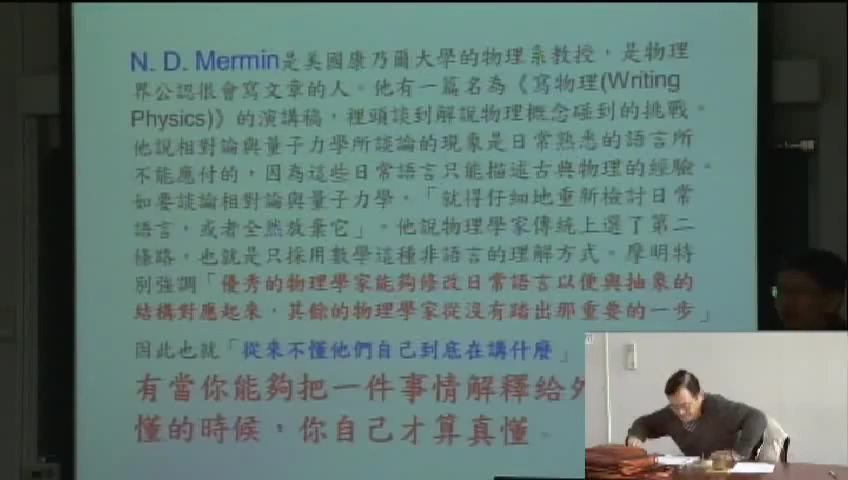 N. D. Mermin是美國康乃爾大學的物理系教授，是物理
界公認很會寫文章的人。他有一篇名為《寫物理(Writing
Physics)》的演講稿，裡頭談到解說物理概念碰到的挑戰。
他說相對論與量子力學所談論的現象是日常熟悉的語言所
不能應付的，因為這些日常語言只能描述古典物理的經驗。
如要談論相對論與量子力學，「就得仔細地重新檢討日常
語言，或者全然放棄它」。他說物理學家傳統上選了第二
條路，也就是只採用數學這種非語言的理解方式。摩明特
別強調「優秀的物理學家能夠修改日常語言以便與抽象的
結構對應起來，其餘的物理學家從沒有踏出那重要的一步」
因此也就「從來不懂他們自己到底在講什麼」
有當你能夠把一件事情解釋給外
懂的時候，你自己才算真懂。